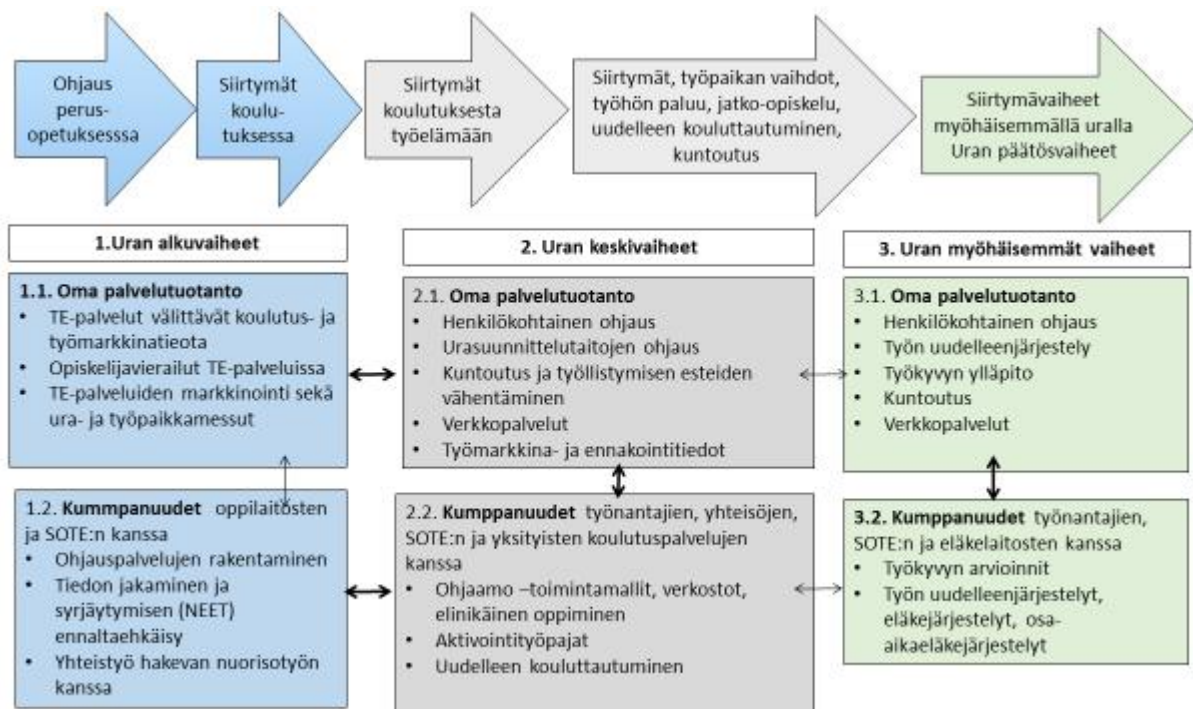 Ohjaus
perus-
opetuksesssa
Siirtymät
koulu-
tuksessa
Siirtymät
koulutuksesta
työelämään
Siirtymät, työpaikan vaihdot,
työhön paluu, jatko-opiskelu,
uudelleen kouluttautuminen,
kuntoutus
Siirtymävaiheet
myöhäisemmällä uralla
Uran päätösvaiheet
1.Uran alkuvaiheet
1.1. Oma palvelutuotanto
• TE-palvelut välittävät koulutus- ja
työmarkkinatieota
• Opiskelijavierailut TE-palveluissa
• TE-palveluiden markkinointi sekä
ura- ja työpaikkamessut
1.2. Kummpanuudet oppilaitosten
ja SOTE:n kanssa
• Ohjauspalvelujen rakentaminen
• Tiedon jakaminen ja
syrjäytymisen (NEET)
ennaltaehkäisy
• Yhteistyö hakevan nuorisotyön
kanssa
2. Uran keskivaiheet
2.1. Oma palvelutuotanto
• Henkilökohtainen ohjaus
• Urasuunnittelutaitojen ohjaus
• Kuntoutus ja työllistymisen esteiden
vähentäminen
• Verkkopalvelut
• Työmarkkina- ja ennakointitiedot
2.2. Kumppanuudet työnantajien, yhteisöjen,
SOTE:n ja yksityisten koulutuspalvelujen
kanssa
• Ohjaamo –toimintamallit, verkostot,
elinikäinen oppiminen
• Aktivointityöpajat
• Uudelleen kouluttautuminen
3. Uran myöhäisemmät vaiheet
3.1. Oma palvelutuotanto
• Henkilökohtainen ohjaus
• Työn uudelleenjärjestely
• Työkyvyn ylläpito
• Kuntoutus
• Verkkopalvelut
3.2. Kumppanuudet työnantajien,
SOTE:n ja eläkelaitosten kanssa
• Työkyvyn arvioinnit
• Työn uudelleenjärjestelyt,
eläkejärjestelyt, osa-
aikaeläkejärjestelyt